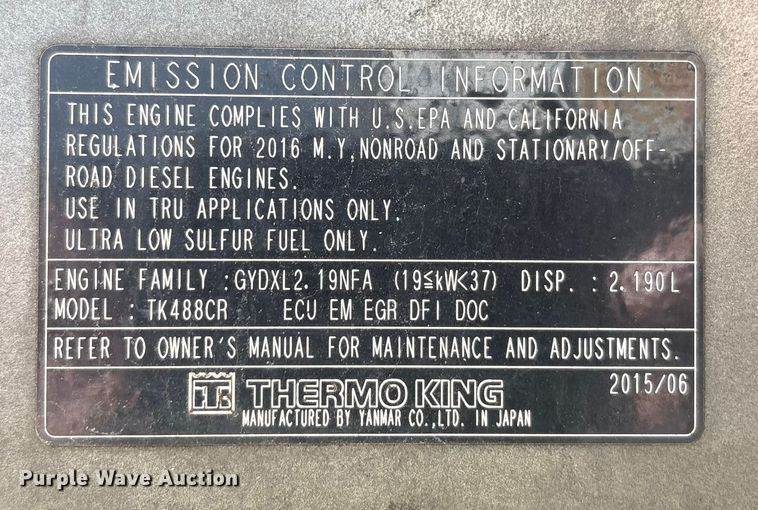 EMISSION CONTROL INFORMATION
THIS ENGINE COMPLIES WITH U.S.EPA AND CALIFORNIA
REGULATIONS FOR 2016 M.Y,NONROAD AND STATIONARY/OFF-
ROAD DIESEL ENGINES.
USE IN TRU APPLICATIONS ONLY.
ULTRA LOW SULFUR FUEL ONLY.
ENGINE FAMILY :GYDXL2.19NFA (19≦kW<37) DISP. : 2.190L
MODEL : TK488CR ECU EM EGR DFI DOC
REFER TO OWNER'S MANUAL FOR MAINTENANCE AND ADJUSTMENTS.
THERMO KING 2015/06
MANUFACTURED BY YANMAR CO.,LTD. IN JAPAN
Purple Wave Auction